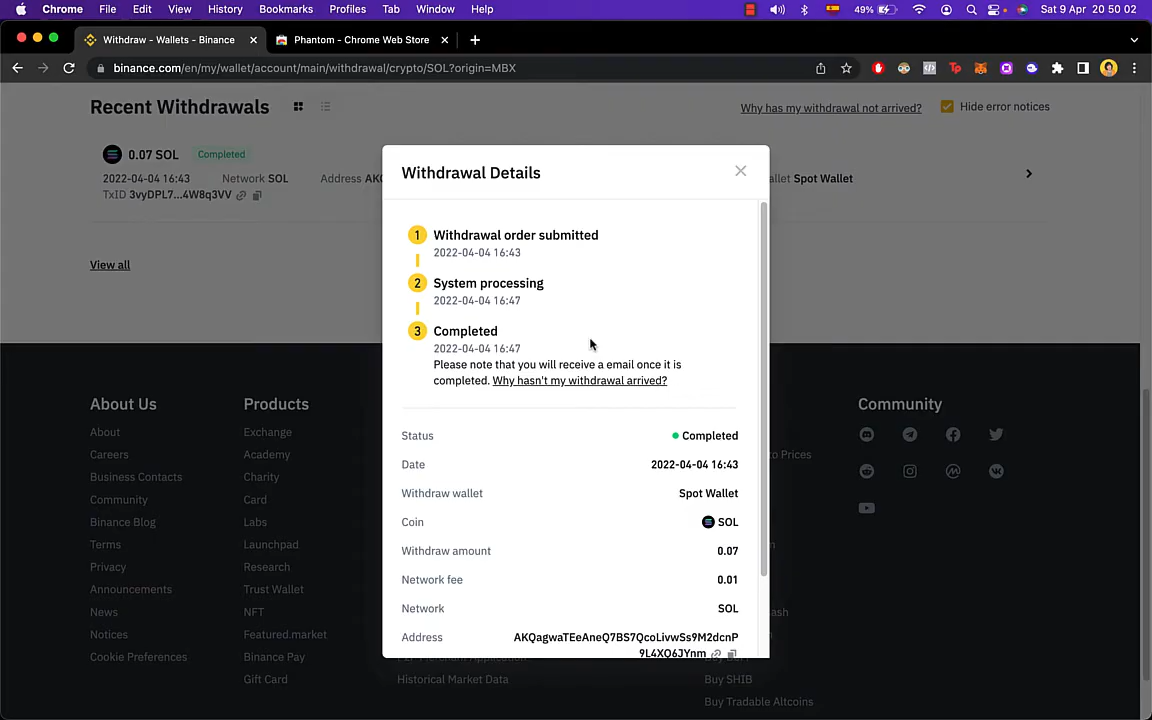 Chrome File Edit View History Bookmarks Profiles Tab Window Help 49% Sat 9 Apr 20 50 02
Withdraw - Wallets - Binance Phantom - Chrome Web Store
binance.com/en/my/wallet/account/main/withdrawal/crypto/SOL?origin=MBX
Recent Withdrawals Why has my withdrawal not arrived? Hide error notices
0.07 SOL Completed
2022-04-04 16:43 Network SOL Address Spot Wallet
TxID 3vyDPL7...4W8q3VV
View all
Withdrawal Details
1 Withdrawal order submitted
2022-04-04 16:43
2 System processing
2022-04-04 16:47
3 Completed
2022-04-04 16:47
Please note that you will receive a email once it is
completed. Why hasn't my withdrawal arrived?
Status Completed
Date 2022-04-04 16:43
Withdraw wallet Spot Wallet
Coin SOL
Withdraw amount 0.07
Network fee 0.01
Network SOL
Address AKQagwaTEeAneQ7BS7QcoLivwSs9M2dcnP
9L4XQ6JYnm
About Us
About
Careers
Business Contacts
Community
Binance Blog
Terms
Privacy
Announcements
News
Notices
Cookie Preferences
Products
Exchange
Academy
Charity
Card
Labs
Launchpad
Research
Trust Wallet
NFT
Featured.market
Binance Pay
Gift Card
Historical Market Data
to Prices
Buy SHIB
Buy Tradable Altcoins
Community